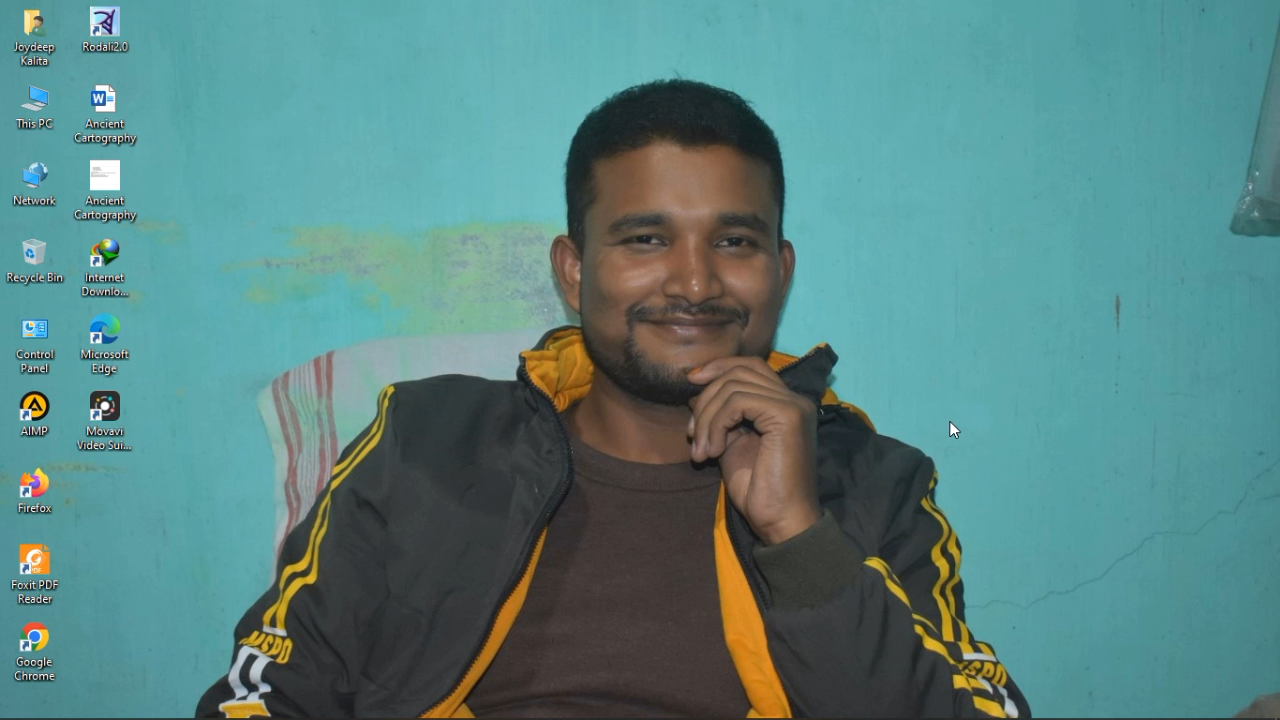 Joydeep
Kalita
Rodali2.0
This PC
Ancient
Cartography
Network
Ancient
Cartography
Recycle Bin
Internet
Downlo...
Control
Panel
Microsoft
Edge
AIMP
Movavi
Video Sui...
Firefox
Foxit PDF
Reader
Google
Chrome